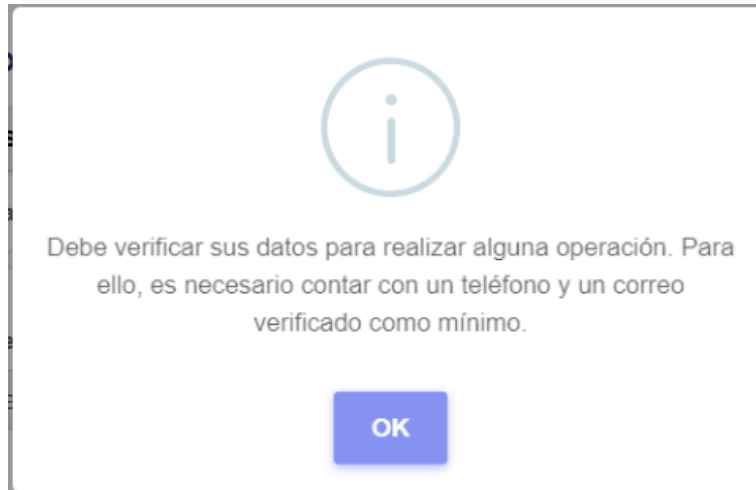 Debe verificar sus datos para realizar alguna operación. Para
ello, es necesario contar con un teléfono y un correo
verificado como mínimo.
OK